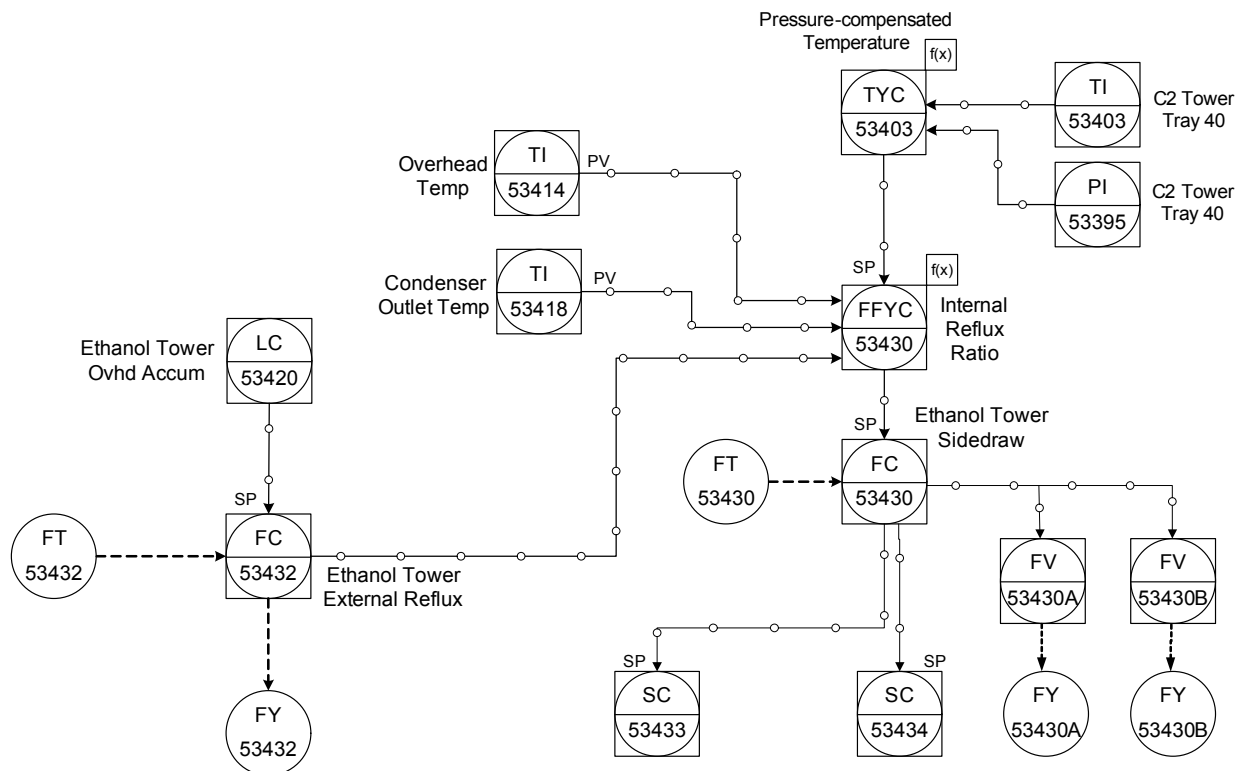 Pressure-compensated
Temperature
f(x)
TYC
53403
TI
53403
C2 Tower
Tray 40
PI
53395
C2 Tower
Tray 40
Overhead
Temp
TI
53414
PV
Condenser
Outlet Temp
TI
53418
PV
SP
f(x)
FFYC
53430
Internal
Reflux
Ratio
Ethanol Tower
Ovhd Accum
LC
53420
SP
Ethanol Tower
Sidedraw
FT
53430
FC
53430
SP
FT
53432
FC
53432
Ethanol Tower
External Reflux
FV
53430A
FV
53430B
SP
SC
53433
SP
SC
53434
FY
53430A
FY
53430B
FY
53432